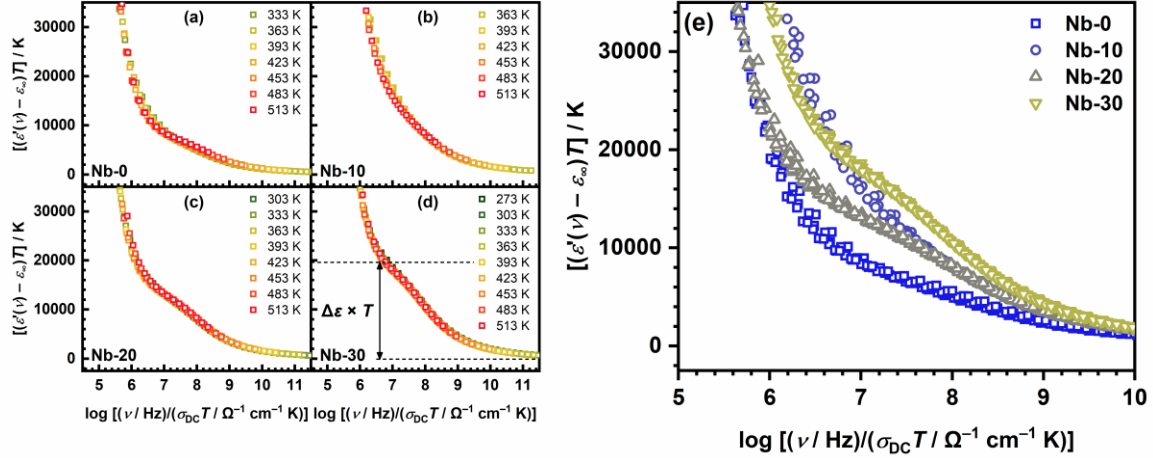 (a)
333 K
363 K
393 K
423 K
453 K
483 K
513 K
Nb-0
(b)
363 K
393 K
423 K
453 K
483 K
513 K
Nb-10
(c)
303 K
333 K
363 K
393 K
423 K
453 K
483 K
513 K
Nb-20
(d)
273 K
303 K
333 K
363 K
393 K
423 K
453 K
483 K
513 K
Δε × T
Nb-30
30000
20000
10000
0
30000
20000
10000
0
[(ε'(ν) − ε∞)T] / K
[(ε'(ν) − ε∞)T] / K
5 6 7 8 9 10 11
5 6 7 8 9 10 11
log [(ν / Hz)/(σDCT / Ω−1 cm−1 K)]
log [(ν / Hz)/(σDCT / Ω−1 cm−1 K)]
(e)
Nb-0
Nb-10
Nb-20
Nb-30
30000
20000
10000
0
[(ε'(ν) − ε∞)T] / K
5 6 7 8 9 10
log [(ν / Hz)/(σDCT / Ω−1 cm−1 K)]